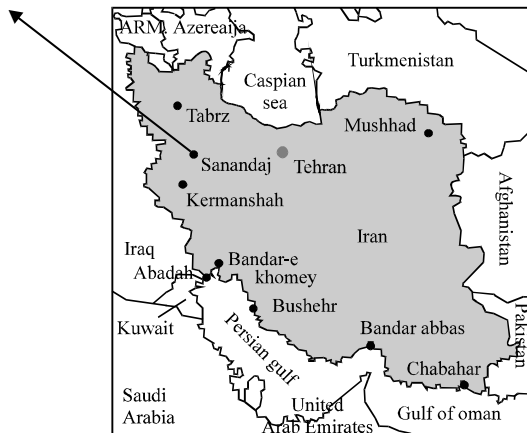 ARM. Azereaija
Turkmenistan
Caspian
sea
Tabrz
Mushhad
Sanandaj
Tehran
Kermanshah
Afghanistan
Iran
Iraq
Bandar-e
khomey
Abadah
Bushehr
Kuwait
Persian gulf
Bandar abbas
Pakistan
Chabahar
Saudi
Arabia
United
Arab Emirates
Gulf of oman